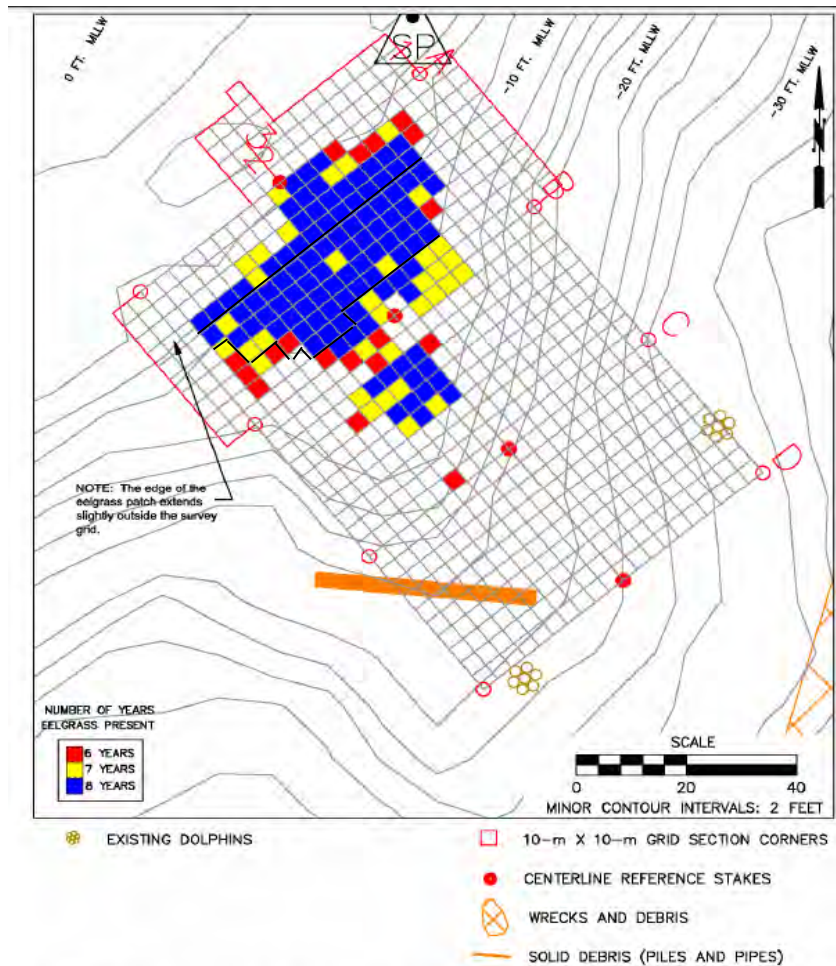 0 FT. MLLW
SP
-10 FT. MLLW
-20 FT. MLLW
-30 FT. MLLW
A
N
B
C
D
NOTE: The edge of the
eelgrass patch extends
slightly outside the survey
grid.
NUMBER OF YEARS
EELGRASS PRESENT
6 YEARS
7 YEARS
8 YEARS
SCALE
0 20 40
MINOR CONTOUR INTERVALS: 2 FEET
EXISTING DOLPHINS
10-m X 10-m GRID SECTION CORNERS
CENTERLINE REFERENCE STAKES
WRECKS AND DEBRIS
SOLID DEBRIS (PILES AND PIPES)